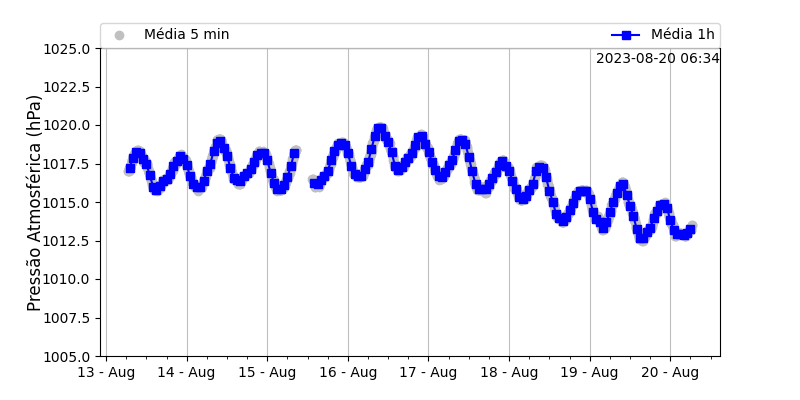 Média 5 min
Média 1h
2023-08-20 06:34
Pressão Atmosférica (hPa)
1025.0
1022.5
1020.0
1017.5
1015.0
1012.5
1010.0
1007.5
1005.0
13 - Aug
14 - Aug
15 - Aug
16 - Aug
17 - Aug
18 - Aug
19 - Aug
20 - Aug